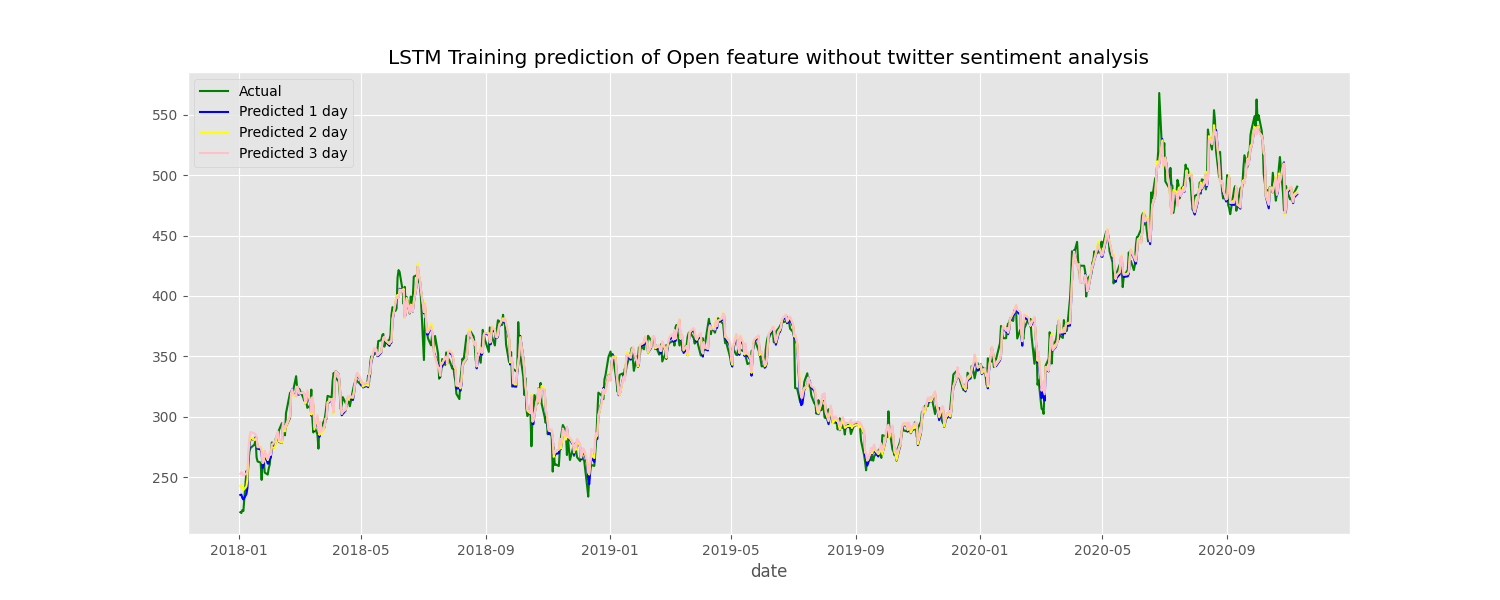 LSTM Training prediction of Open feature without twitter sentiment analysis
Actual
Predicted 1 day
Predicted 2 day
Predicted 3 day
550
500
450
400
350
300
250
2018-01 2018-05 2018-09 2019-01 2019-05 2019-09 2020-01 2020-05 2020-09
date